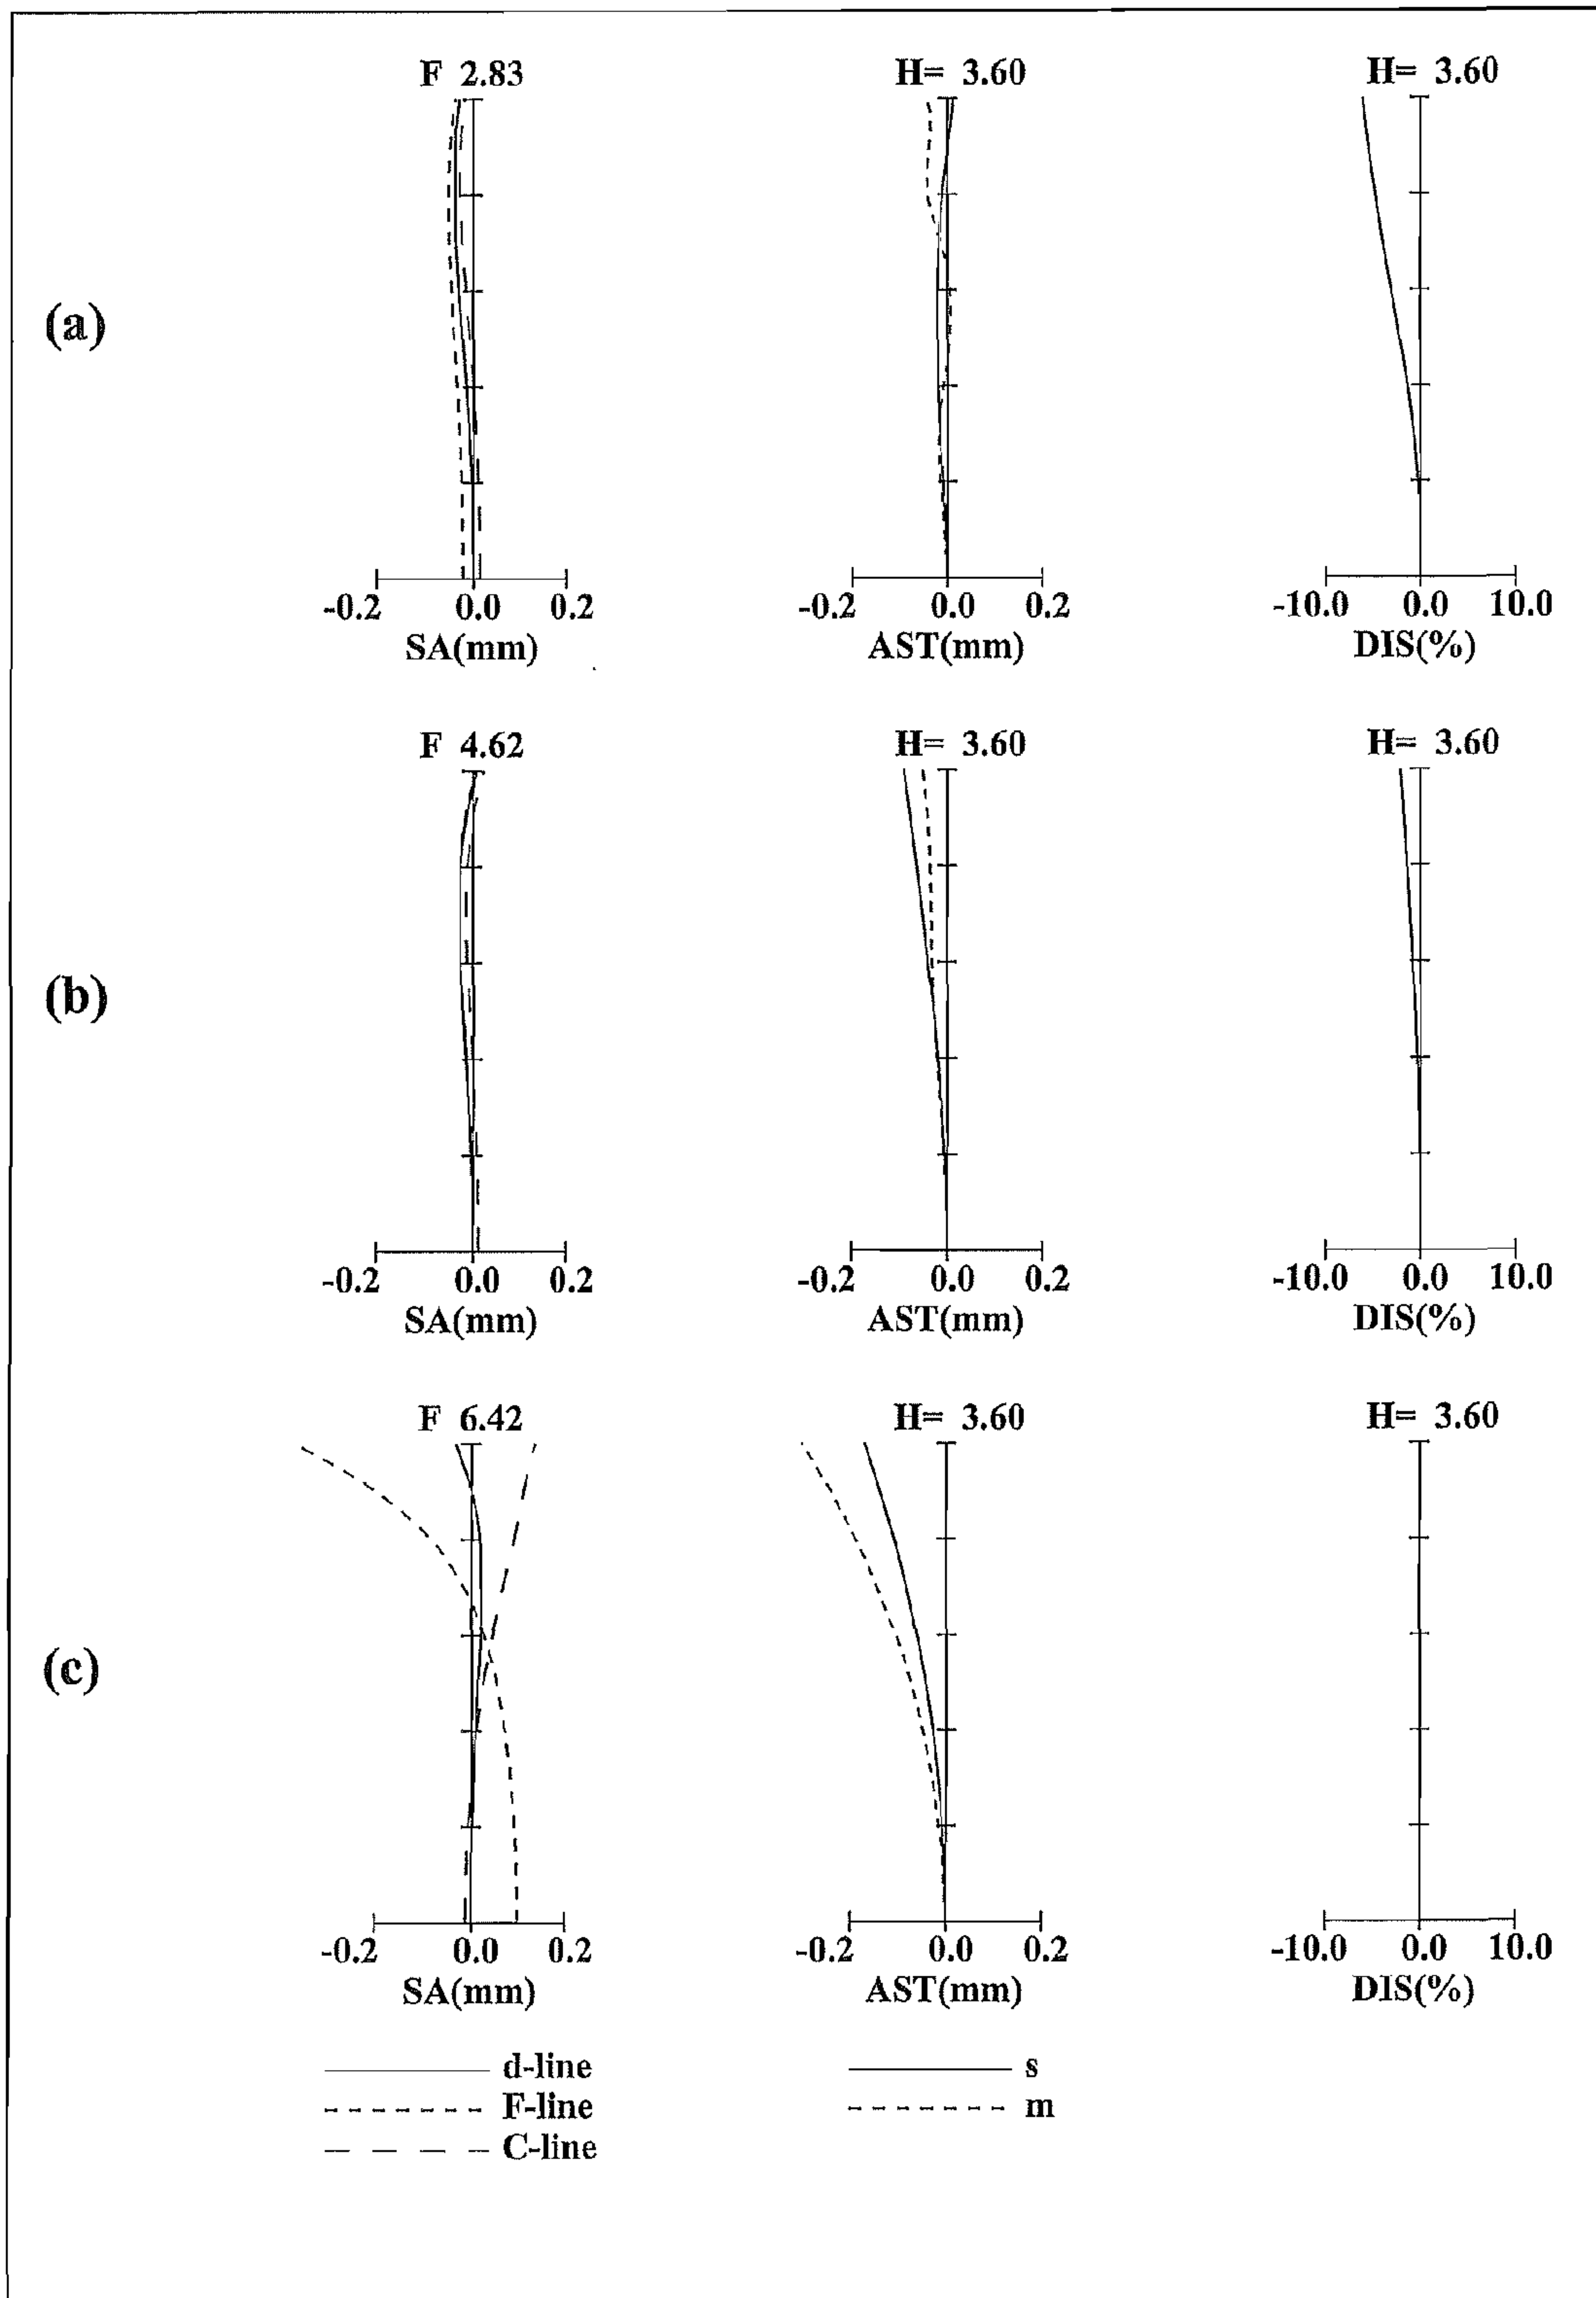 F 2.83 H= 3.60 H= 3.60
(a)
-0.2 0.0 0.2 -0.2 0.0 0.2 -10.0 0.0 10.0
SA(mm) AST(mm) DIS(%)
F 4.62 H= 3.60 H= 3.60
(b)
-0.2 0.0 0.2 -0.2 0.0 0.2 -10.0 0.0 10.0
SA(mm) AST(mm) DIS(%)
F 6.42 H= 3.60 H= 3.60
(c)
-0.2 0.0 0.2 -0.2 0.0 0.2 -10.0 0.0 10.0
SA(mm) AST(mm) DIS(%)
d-line s
F-line m
C-line